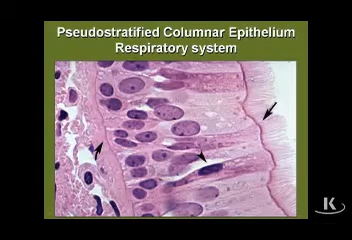 Pseudostratified Columnar Epithelium
Respiratory system
K